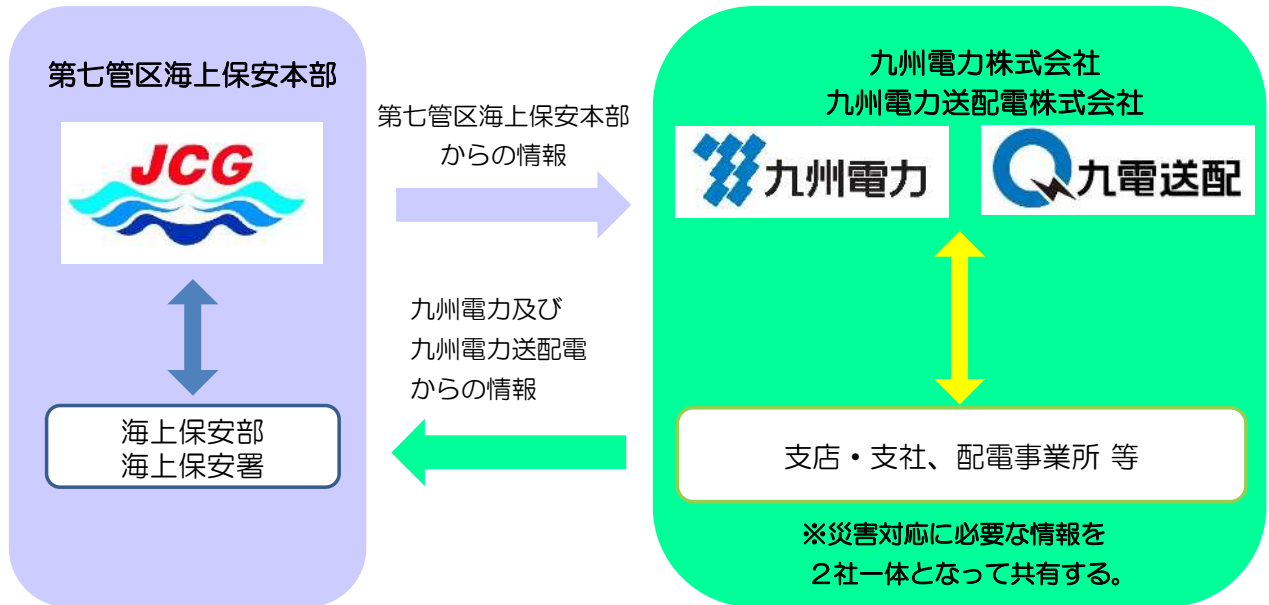 第七管区海上保安本部
JCG
海上保安部
海上保安署
第七管区海上保安本部
からの情報
九州電力及び
九州電力送配電
からの情報
九州電力株式会社
九州電力送配電株式会社
九州電力
九電送配
支店・支社、配電事業所 等
※災害対応に必要な情報を
２社一体となって共有する。